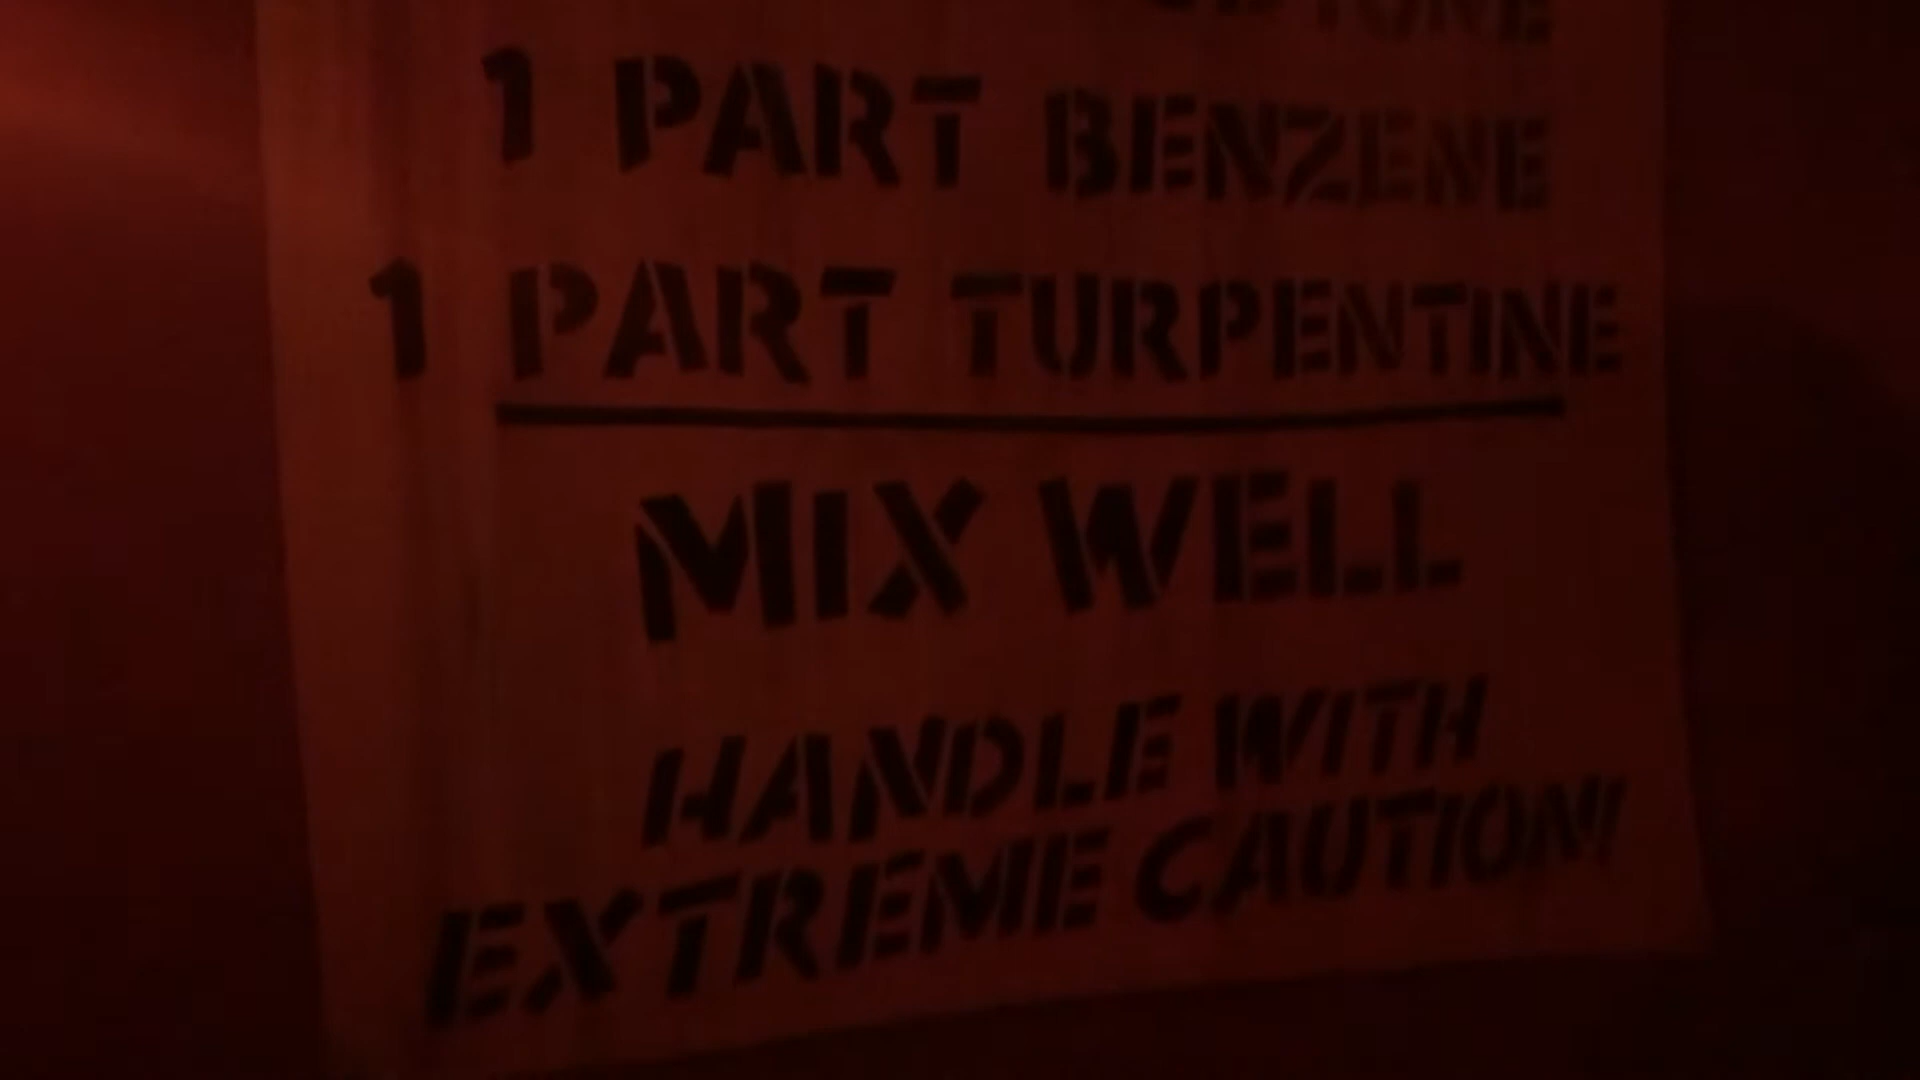 1 PART BENZENE
1 PART TURPENTINE
MIX WELL
HANDLE WITH
EXTREME CAUTION!